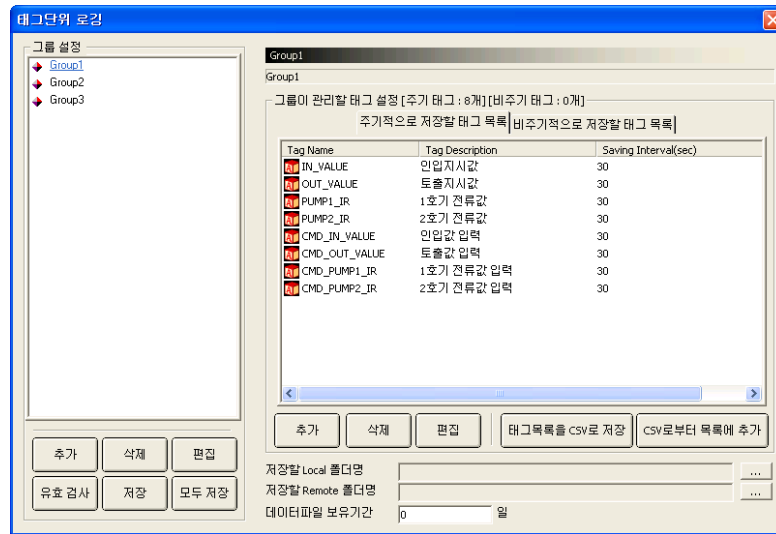 태그단위 로깅
그룹 설정
Group1
Group2
Group3
추가 삭제 편집
유효 검사 저장 모두 저장
Group1
Group1
그룹이 관리할 태그 설정 [주기 태그 : 8개] [비주기 태그 : 0개]
주기적으로 저장할 태그 목록 비주기적으로 저장할 태그 목록
Tag Name Tag Description Saving Interval(sec)
AI IN_VALUE 인입지시값 30
AI OUT_VALUE 토출지시값 30
AI PUMP1_IR 1호기 전류값 30
AI PUMP2_IR 2호기 전류값 30
AI CMD_IN_VALUE 인입값 입력 30
AI CMD_OUT_VALUE 토출값 입력 30
AI CMD_PUMP1_IR 1호기 전류값 입력 30
AI CMD_PUMP2_IR 2호기 전류값 입력 30
추가 삭제 편집 태그목록을 CSV로 저장 CSV로부터 목록에 추가
저장할 Local 폴더명 ...
저장할 Remote 폴더명 ...
데이터파일 보유기간 0 일